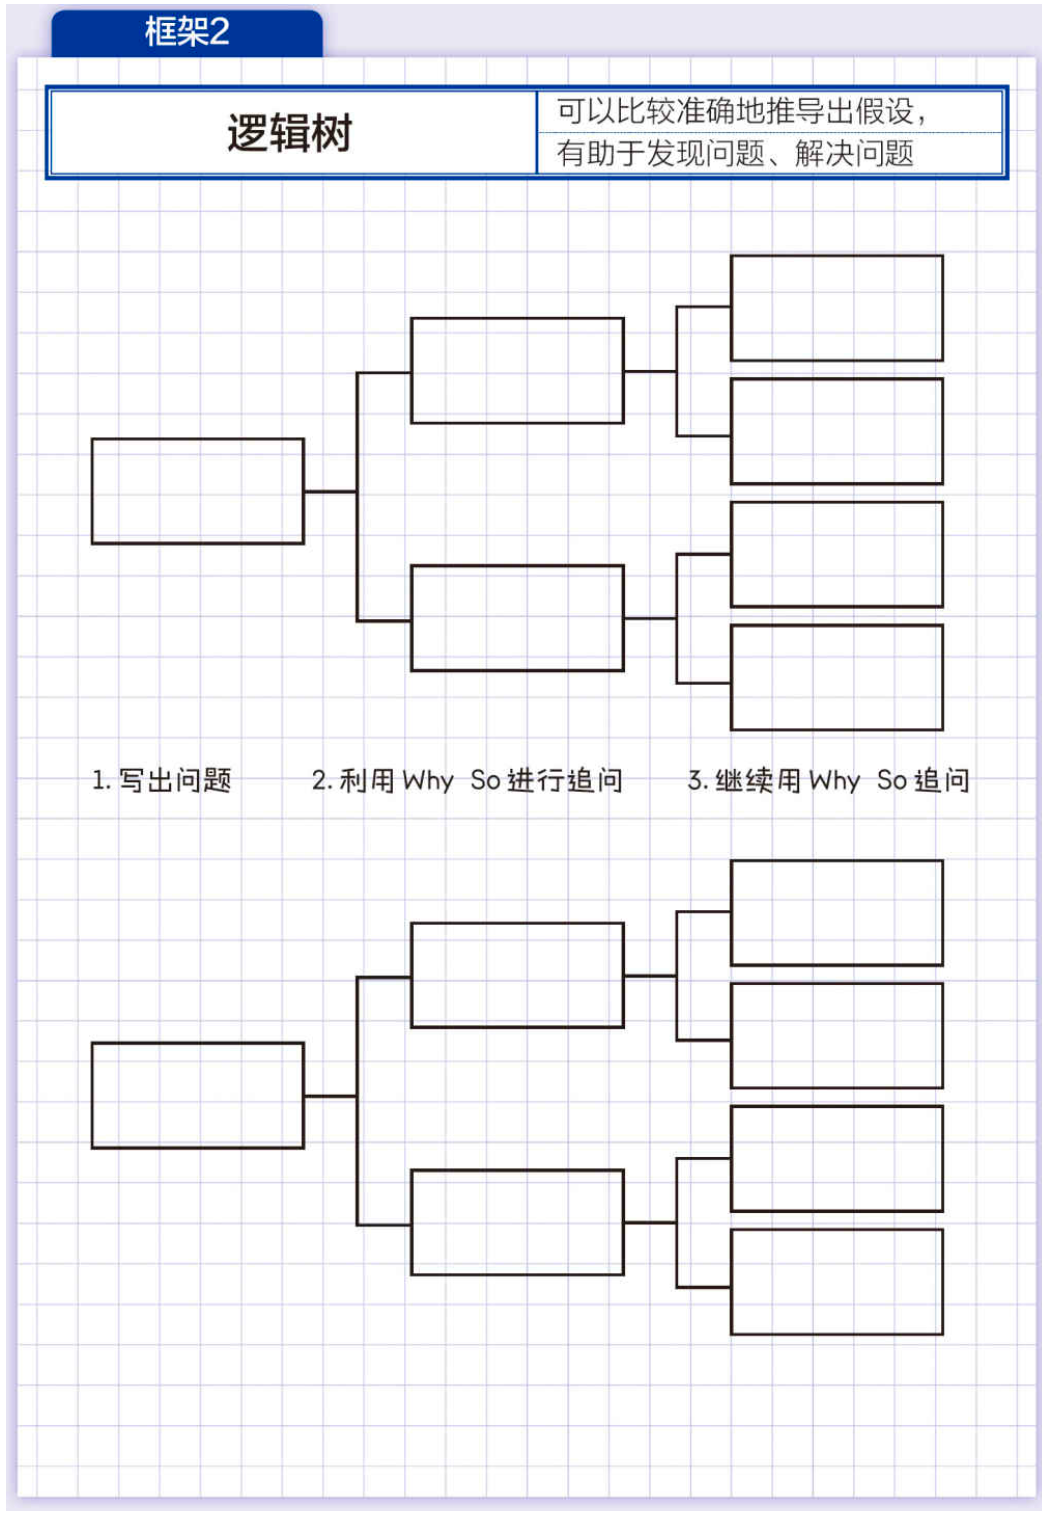 框架2
逻辑树
可以比较准确地推导出假设，
有助于发现问题、解决问题
1. 写出问题
2. 利用 Why So 进行追问
3. 继续用 Why So 追问